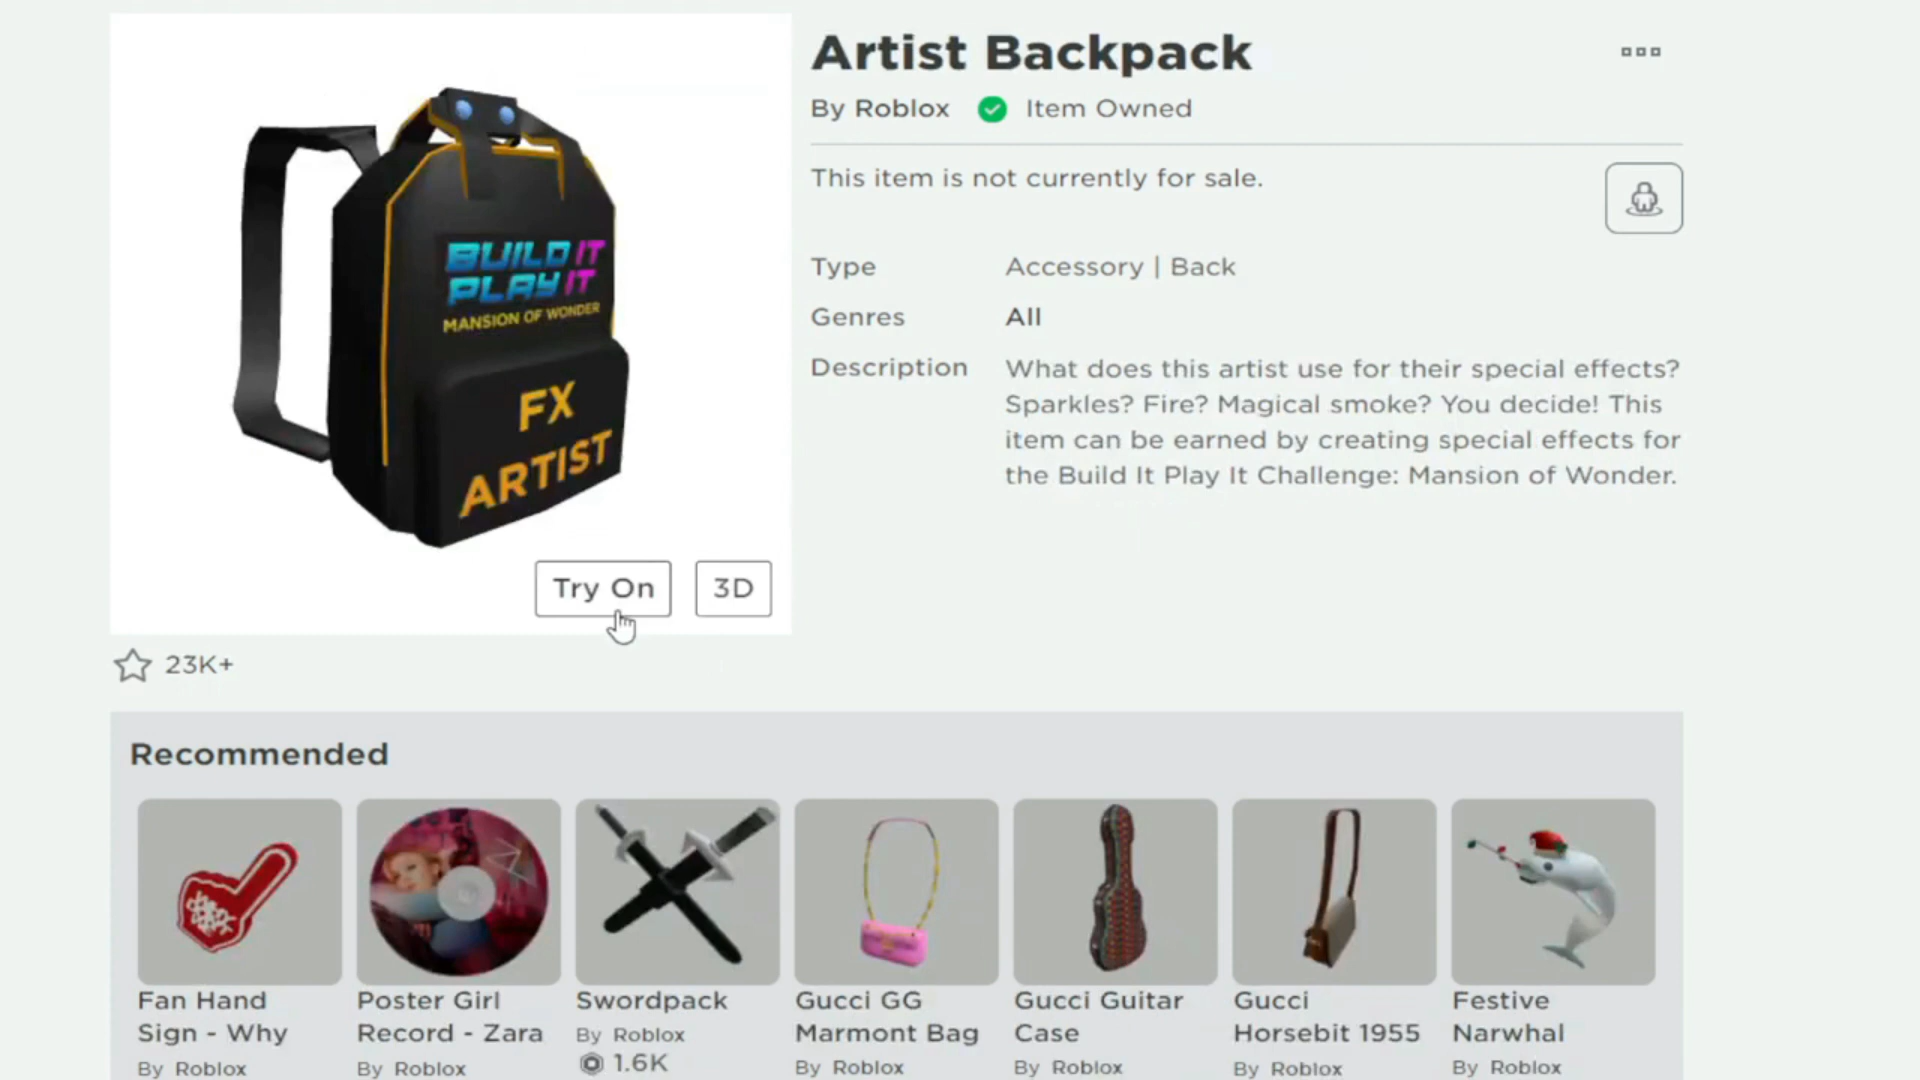 Artist Backpack
By Roblox Item Owned
This item is not currently for sale.
Type Accessory | Back
Genres All
Description What does this artist use for their special effects?
Sparkles? Fire? Magical smoke? You decide! This
item can be earned by creating special effects for
the Build It Play It Challenge: Mansion of Wonder.
BUILD IT
PLAY IT
MANSION OF WONDER
FX
ARTIST
Try On 3D
23K+
Recommended
Fan Hand
Sign - Why
By Roblox
Poster Girl
Record - Zara
By Roblox
Swordpack
By Roblox
1.6K
Gucci GG
Marmont Bag
By Roblox
Gucci Guitar
Case
By Roblox
Gucci
Horsebit 1955
By Roblox
Festive
Narwhal
By Roblox